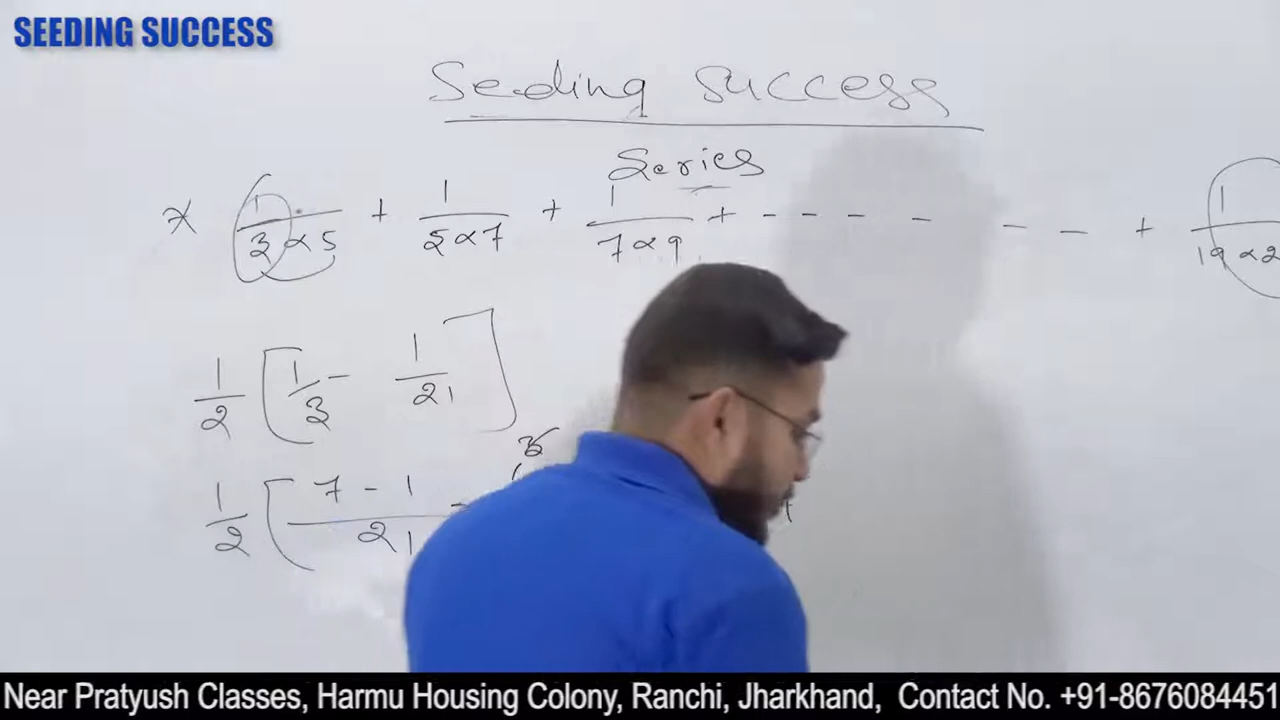 SEEDING SUCCESS
Seeding Success
Series
* 1/3×5 + 1/5×7 + 1/7×9 + - - - - - - + 1/19×2
1/2 [1/3 - 1/21]
1/2 [7 - 1/21
Near Pratyush Classes, Harmu Housing Colony, Ranchi, Jharkhand, Contact No. +91-8676084451